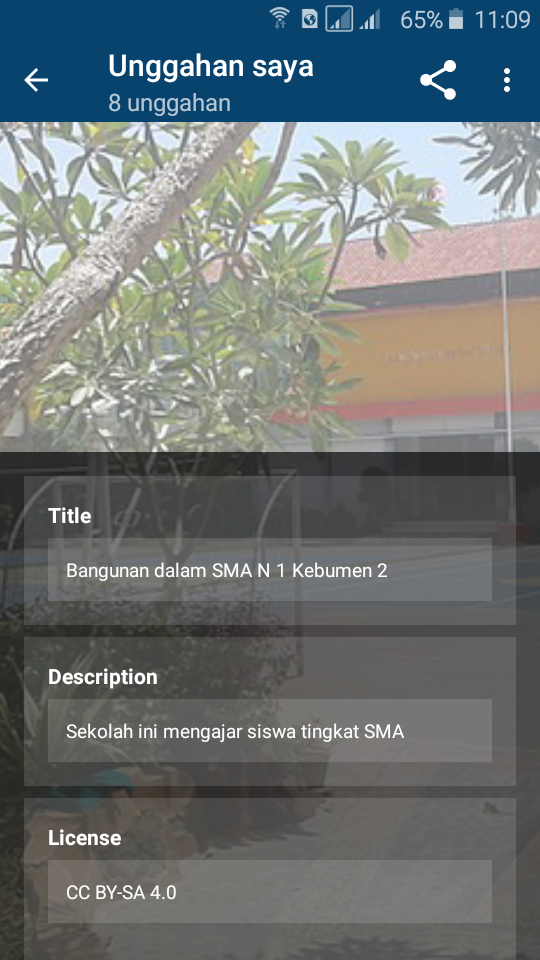 65% 11:09
Unggahan saya
8 unggahan
Title
Bangunan dalam SMA N 1 Kebumen 2
Description
Sekolah ini mengajar siswa tingkat SMA
License
CC BY-SA 4.0